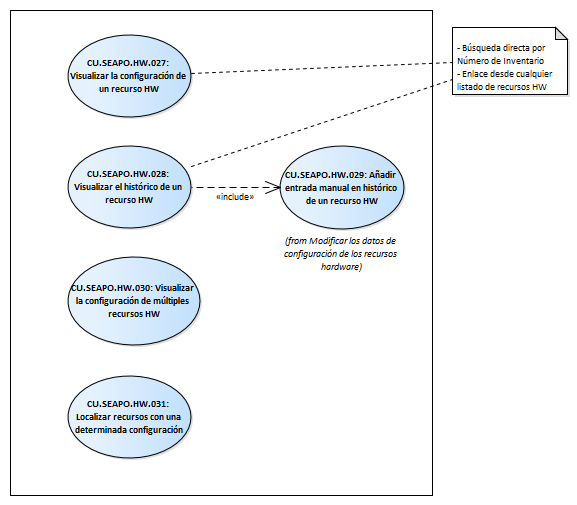 CU.SEAPO.HW.027:
Visualizar la configuración de
un recurso HW
- Búsqueda directa por
Número de Inventario
- Enlace desde cualquier
listado de recursos HW
CU.SEAPO.HW.028:
Visualizar el histórico de un
recurso HW
«include»
CU.SEAPO.HW.029: Añadir
entrada manual en histórico
de un recurso HW
(from Modificar los datos de
configuración de los recursos
hardware)
CU.SEAPO.HW.030: Visualizar
la configuración de múltiples
recursos HW
CU.SEAPO.HW.031:
Localizar recursos con una
determinada configuración